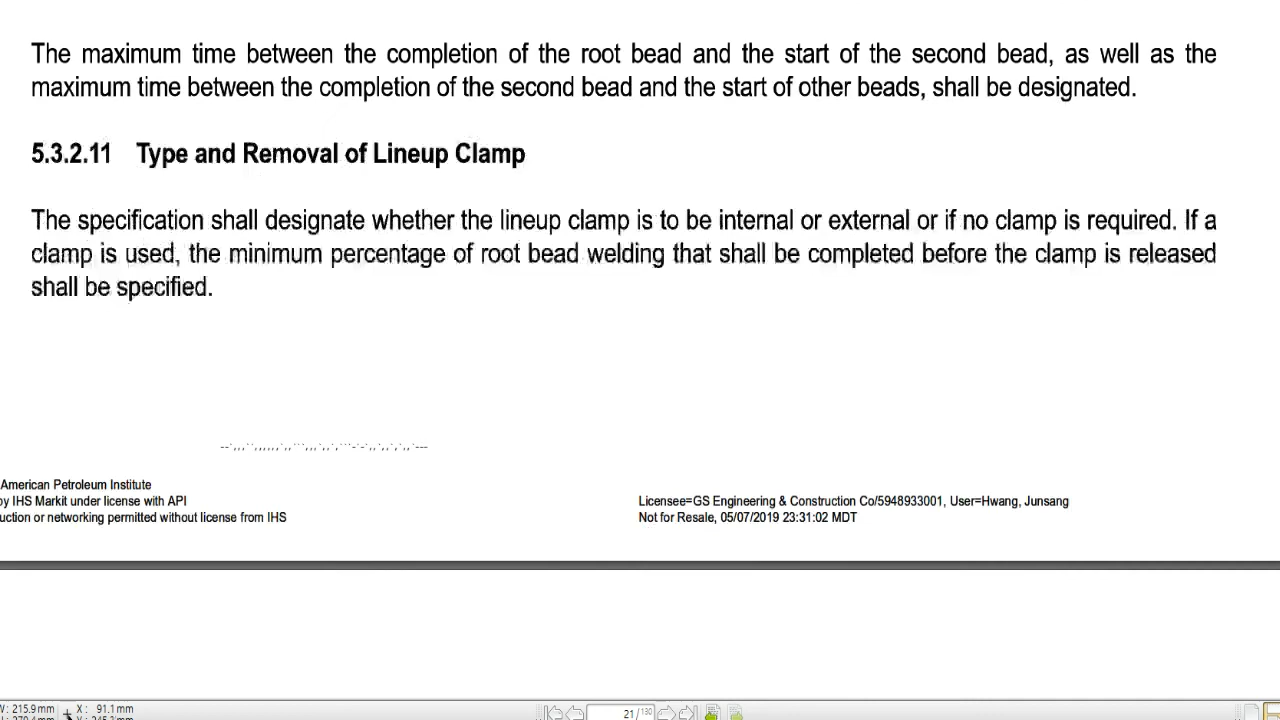 The maximum time between the completion of the root bead and the start of the second bead, as well as the
maximum time between the completion of the second bead and the start of other beads, shall be designated.
5.3.2.11 Type and Removal of Lineup Clamp
The specification shall designate whether the lineup clamp is to be internal or external or if no clamp is required. If a
clamp is used, the minimum percentage of root bead welding that shall be completed before the clamp is released
shall be specified.
American Petroleum Institute
by IHS Markit under license with API
uction or networking permitted without license from IHS
Licensee=GS Engineering & Construction Co/5948933001, User=Hwang, Junsang
Not for Resale, 05/07/2019 23:31:02 MDT
W: 215.9mm X: 91.1mm
21/130